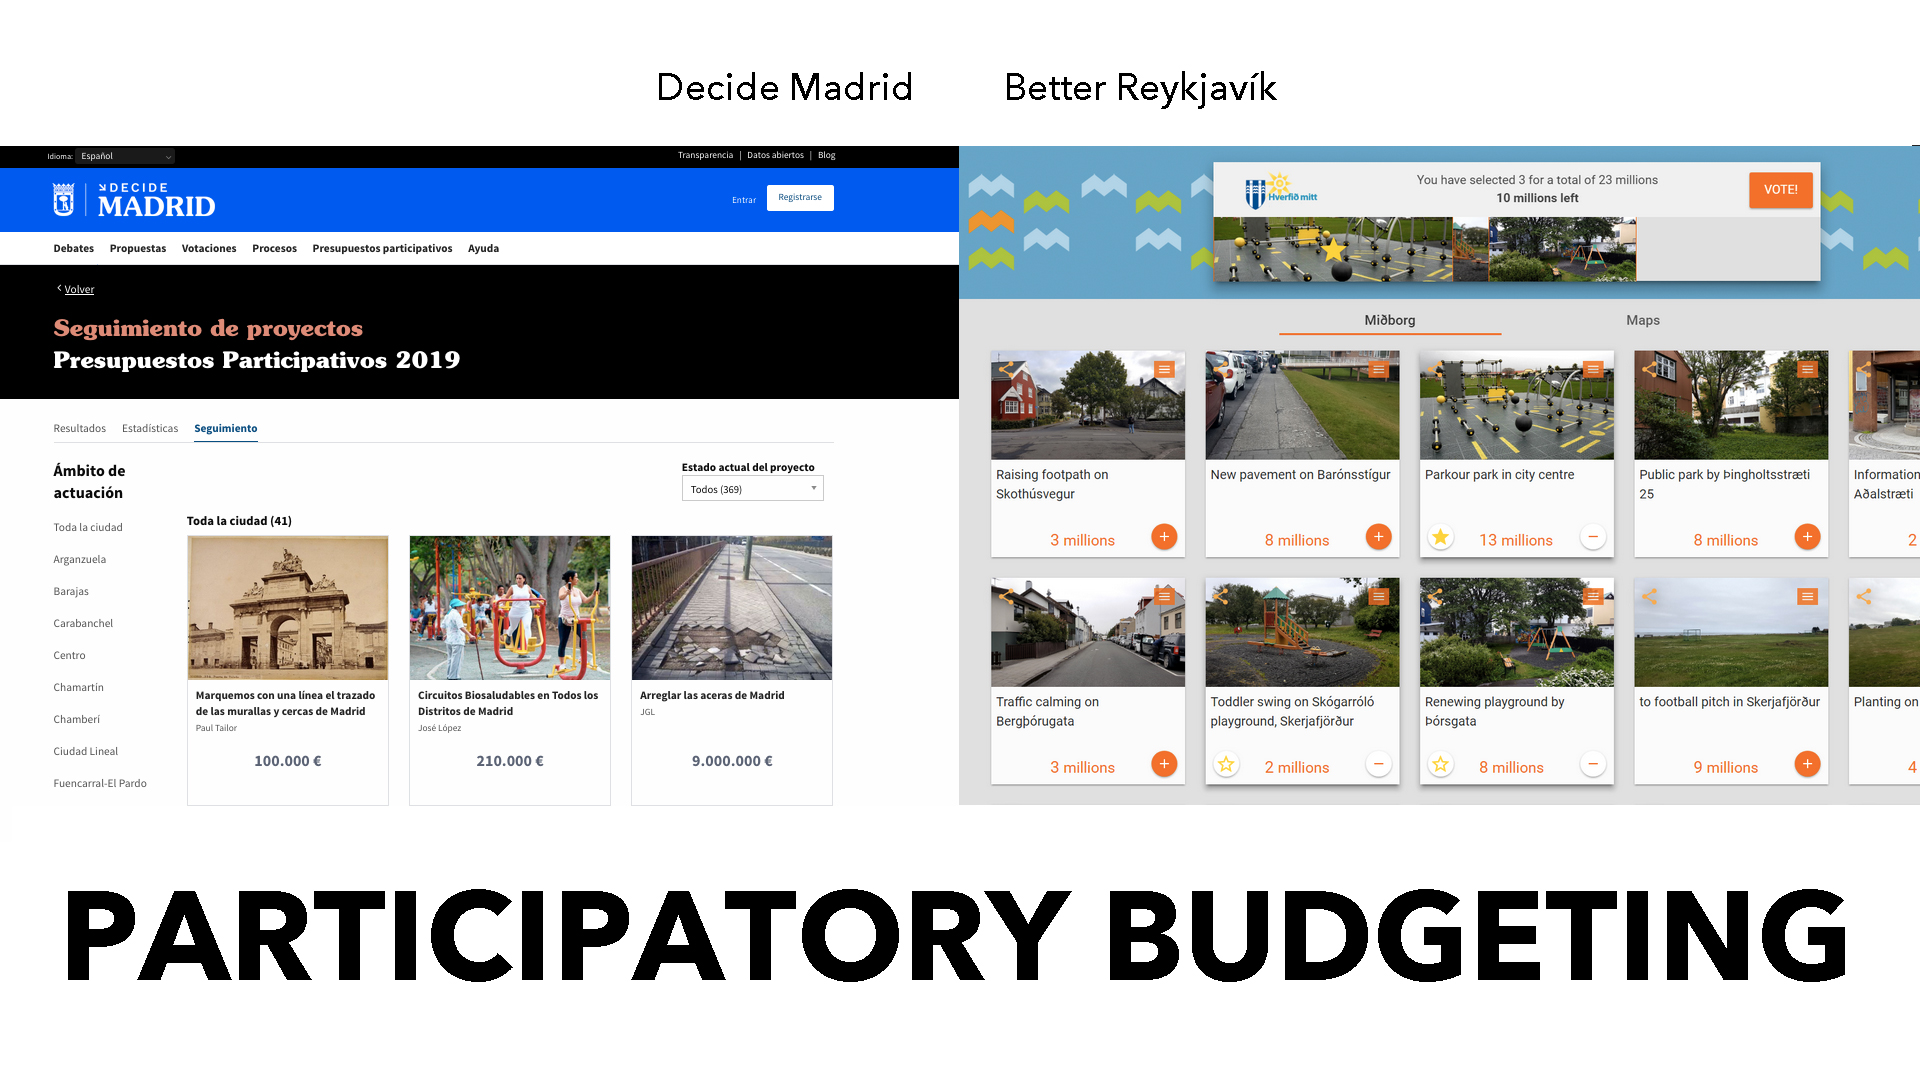 Decide Madrid
Better Reykjavík
Idioma: Español
Transparencia | Datos abiertos | Blog
DECIDE
MADRID
Entrar
Registrarse
Debates Propuestas Votaciones Procesos Presupuestos participativos Ayuda
Volver
Seguimiento de proyectos
Presupuestos Participativos 2019
Resultados Estadísticas Seguimiento
Ámbito de
actuación
Toda la ciudad
Arganzuela
Barajas
Carabanchel
Centro
Chamartín
Chamberí
Ciudad Lineal
Fuencarral-El Pardo
Estado actual del proyecto
Todos (369)
Toda la ciudad (41)
Marquemos con una línea el trazado
de las murallas y cercas de Madrid
Paul Tailor
100.000 €
Circuitos Biosaludables en Todos los
Distritos de Madrid
José López
210.000 €
Arreglar las aceras de Madrid
JGL
9.000.000 €
Hverfið mitt
You have selected 3 for a total of 23 millions
10 millions left
VOTE!
Miðborg
Maps
Raising footpath on
Skothúsvegur
3 millions
New pavement on Barónsstígur
8 millions
Parkour park in city centre
13 millions
Public park by Þingholtsstræti
25
8 millions
Information
Aðalstræti
2
Traffic calming on
Bergþórugata
3 millions
Toddler swing on Skógarróló
playground, Skerjafjörður
2 millions
Renewing playground by
Þórsgata
8 millions
to football pitch in Skerjafjörður
9 millions
Planting on
4
PARTICIPATORY BUDGETING